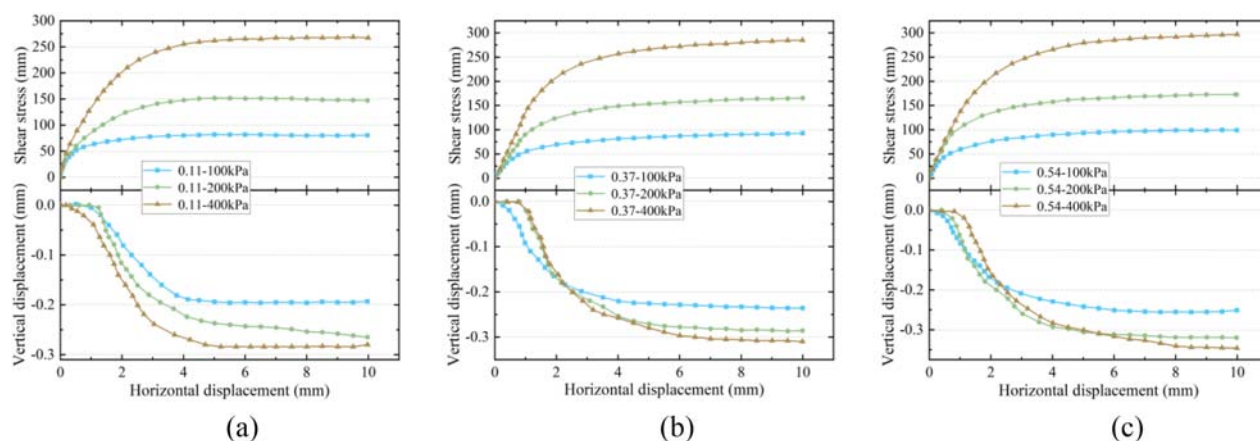 300
250
200
150
100
50
0
Shear stress (mm)
0.11-100kPa
0.11-200kPa
0.11-400kPa
0.0
-0.1
-0.2
-0.3
Vertical displacement (mm)
0 2 4 6 8 10
Horizontal displacement (mm)
(a)
300
250
200
150
100
50
0
Shear stress (mm)
0.37-100kPa
0.37-200kPa
0.37-400kPa
0.0
-0.1
-0.2
-0.3
Vertical displacement (mm)
0 2 4 6 8 10
Horizontal displacement (mm)
(b)
300
250
200
150
100
50
0
Shear stress (mm)
0.54-100kPa
0.54-200kPa
0.54-400kPa
0.0
-0.1
-0.2
-0.3
Vertical displacement (mm)
0 2 4 6 8 10
Horizontal displacement (mm)
(c)